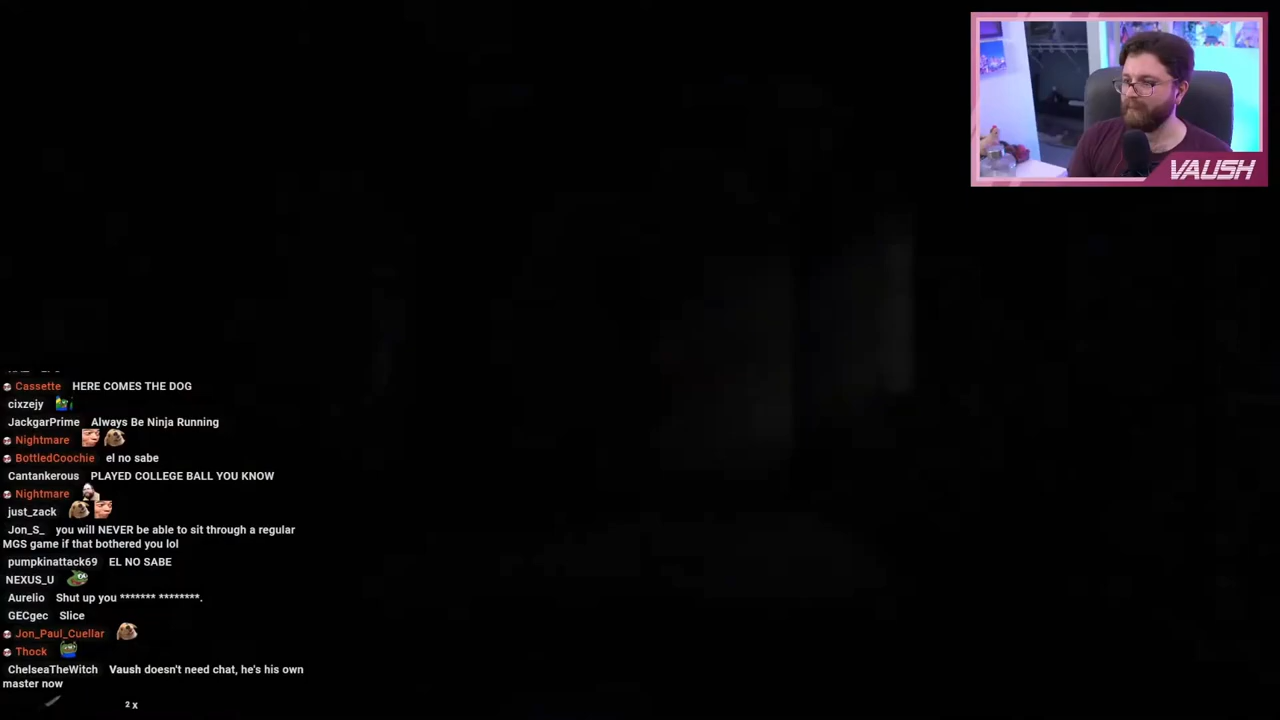 VAUSH
Cassette HERE COMES THE DOG
cixzejy
JackgarPrime Always Be Ninja Running
Nightmare
BottledCoochie el no sabe
Cantankerous PLAYED COLLEGE BALL YOU KNOW
Nightmare
just_zack
Jon_S_ you will NEVER be able to sit through a regular
MGS game if that bothered you lol
pumpkinattack69 EL NO SABE
NEXUS_U
Aurelio Shut up you ******* ********.
GECgec Slice
Jon_Paul_Cuellar
Thock
ChelseaTheWitch Vaush doesn't need chat, he's his own
master now
2 x